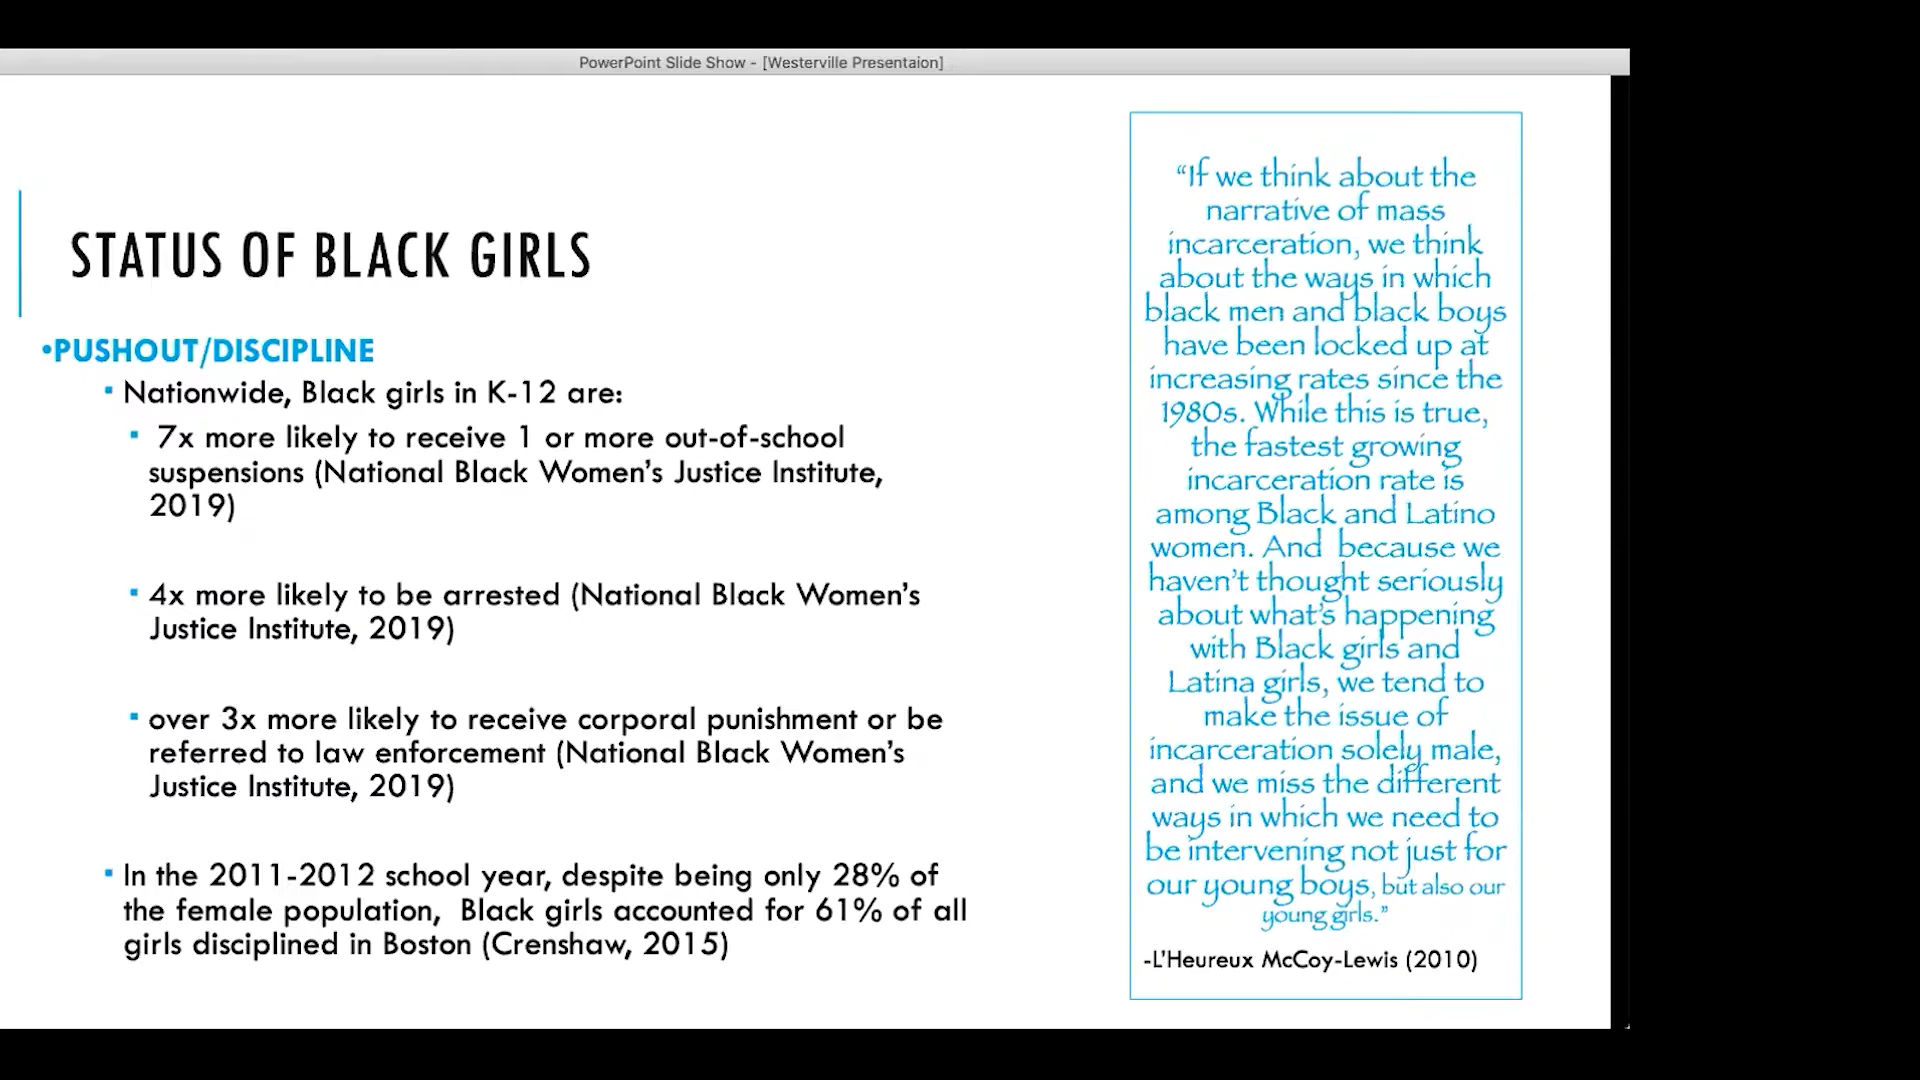 PowerPoint Slide Show - [Westerville Presentaion]
STATUS OF BLACK GIRLS
•PUSHOUT/DISCIPLINE
▪ Nationwide, Black girls in K-12 are:
▪ 7x more likely to receive 1 or more out-of-school
suspensions (National Black Women's Justice Institute,
2019)
▪ 4x more likely to be arrested (National Black Women's
Justice Institute, 2019)
▪ over 3x more likely to receive corporal punishment or be
referred to law enforcement (National Black Women's
Justice Institute, 2019)
▪ In the 2011-2012 school year, despite being only 28% of
the female population, Black girls accounted for 61% of all
girls disciplined in Boston (Crenshaw, 2015)
“If we think about the
narrative of mass
incarceration, we think
about the ways in which
black men and black boys
have been locked up at
increasing rates since the
1980s. While this is true,
the fastest growing
incarceration rate is
among Black and Latino
women. And because we
haven't thought seriously
about what's happening
with Black girls and
Latina girls, we tend to
make the issue of
incarceration solely male,
and we miss the different
ways in which we need to
be intervening not just for
our young boys, but also our
young girls.”
-L'Heureux McCoy-Lewis (2010)